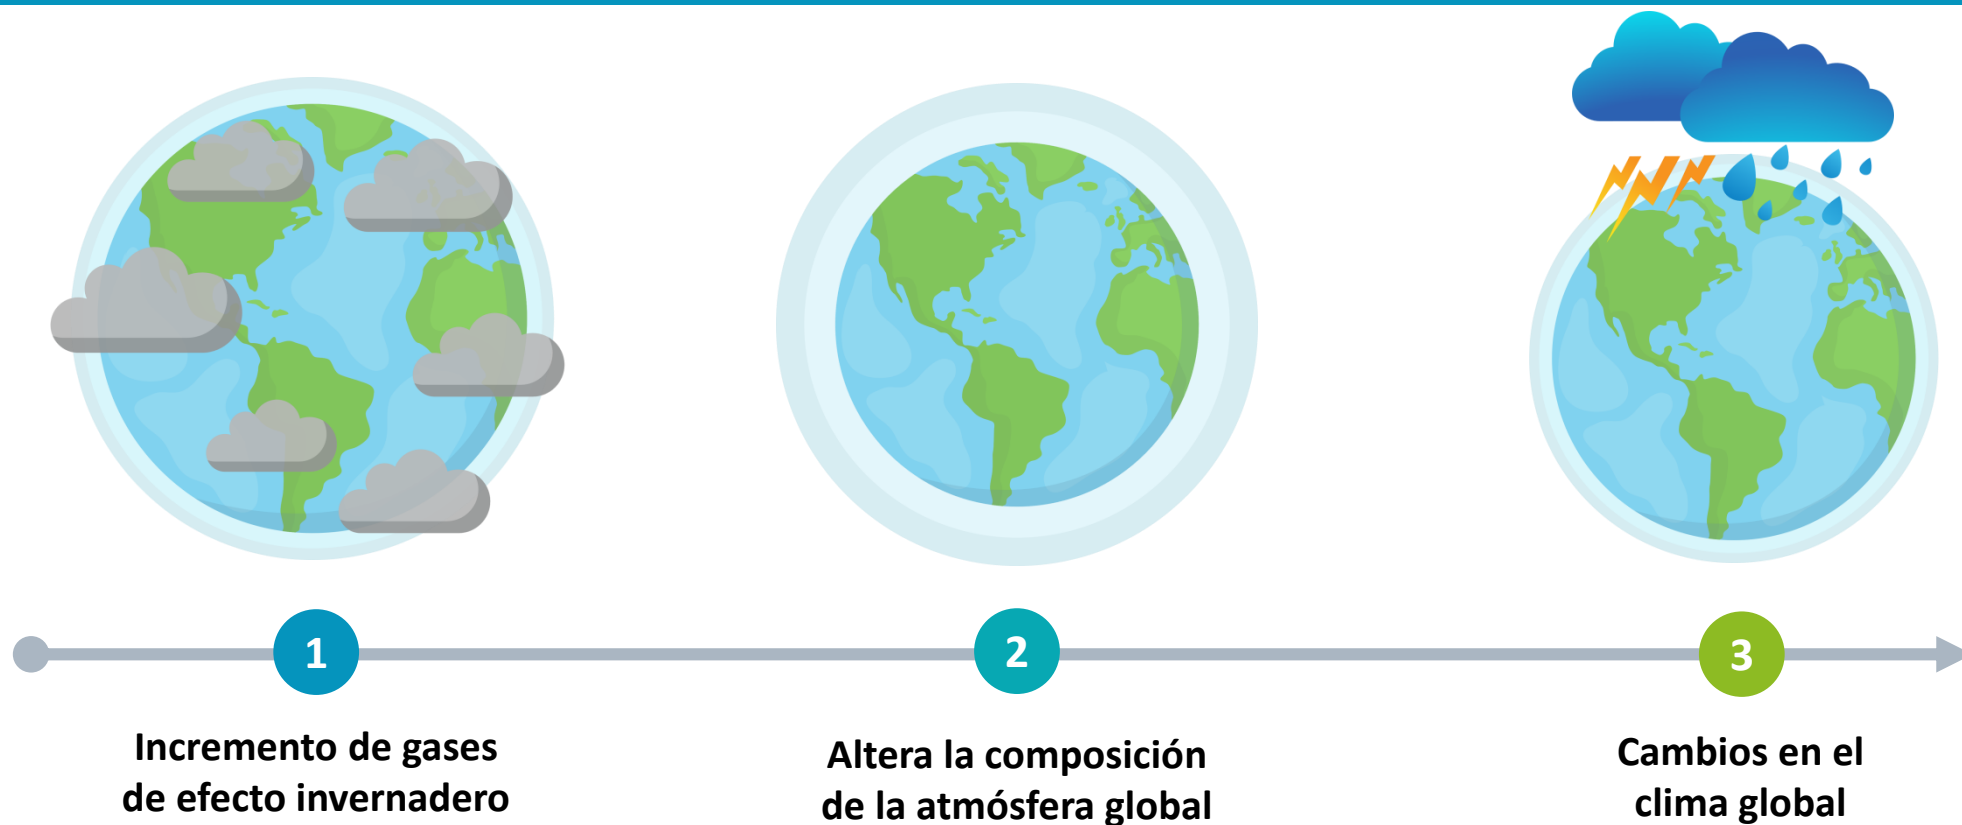 1
Incremento de gases
de efecto invernadero
2
Altera la composición
de la atmósfera global
3
Cambios en el
clima global